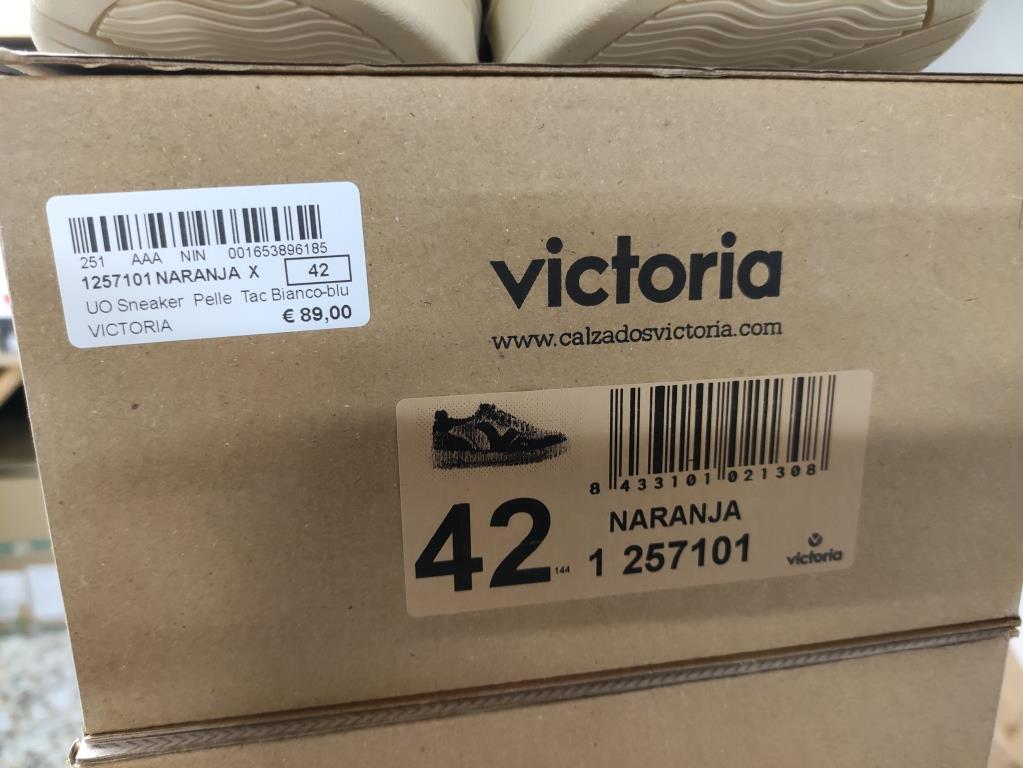 251 AAA NIN 001653896185
1257101 NARANJA X 42
UO Sneaker Pelle Tac Bianco-blu
VICTORIA € 89,00
victoria
www.calzadosvictoria.com
8 433101 021308
42 144
NARANJA
1 257101
victoria